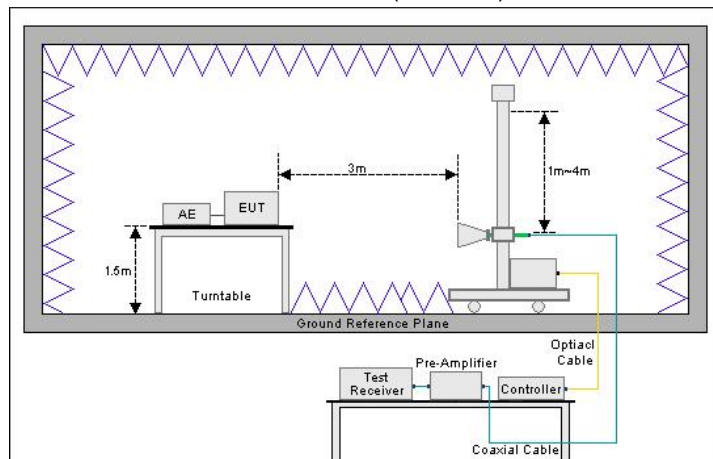 3m
1m~4m
AE
EUT
1.5m
Turntable
Ground Reference Plane
Optiacl
Cable
Pre-Amplifier
Test
Receiver
Controller
Coaxial Cable